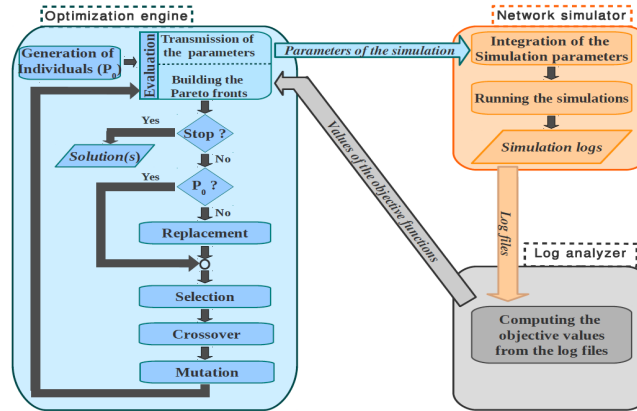 Optimization engine
Generation of
Individuals (P0)
Evaluation
Transmission of
the parameters
Building the
Pareto fronts
Yes
Stop ?
Solution(s)
No
Yes
P0 ?
No
Replacement
Selection
Crossover
Mutation
Parameters of the simulation
Values of the objective functions
Network simulator
Integration of the
Simulation parameters
Running the simulations
Simulation logs
Log files
Log analyzer
Computing the
objective values
from the log files